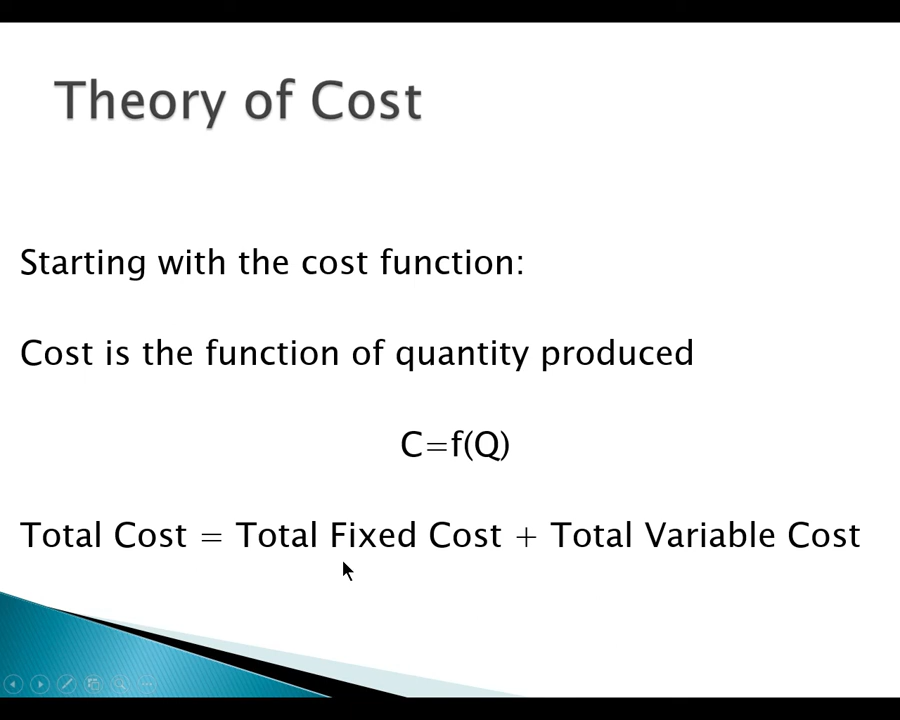 Theory of Cost
Starting with the cost function:
Cost is the function of quantity produced
C=f(Q)
Total Cost = Total Fixed Cost + Total Variable Cost